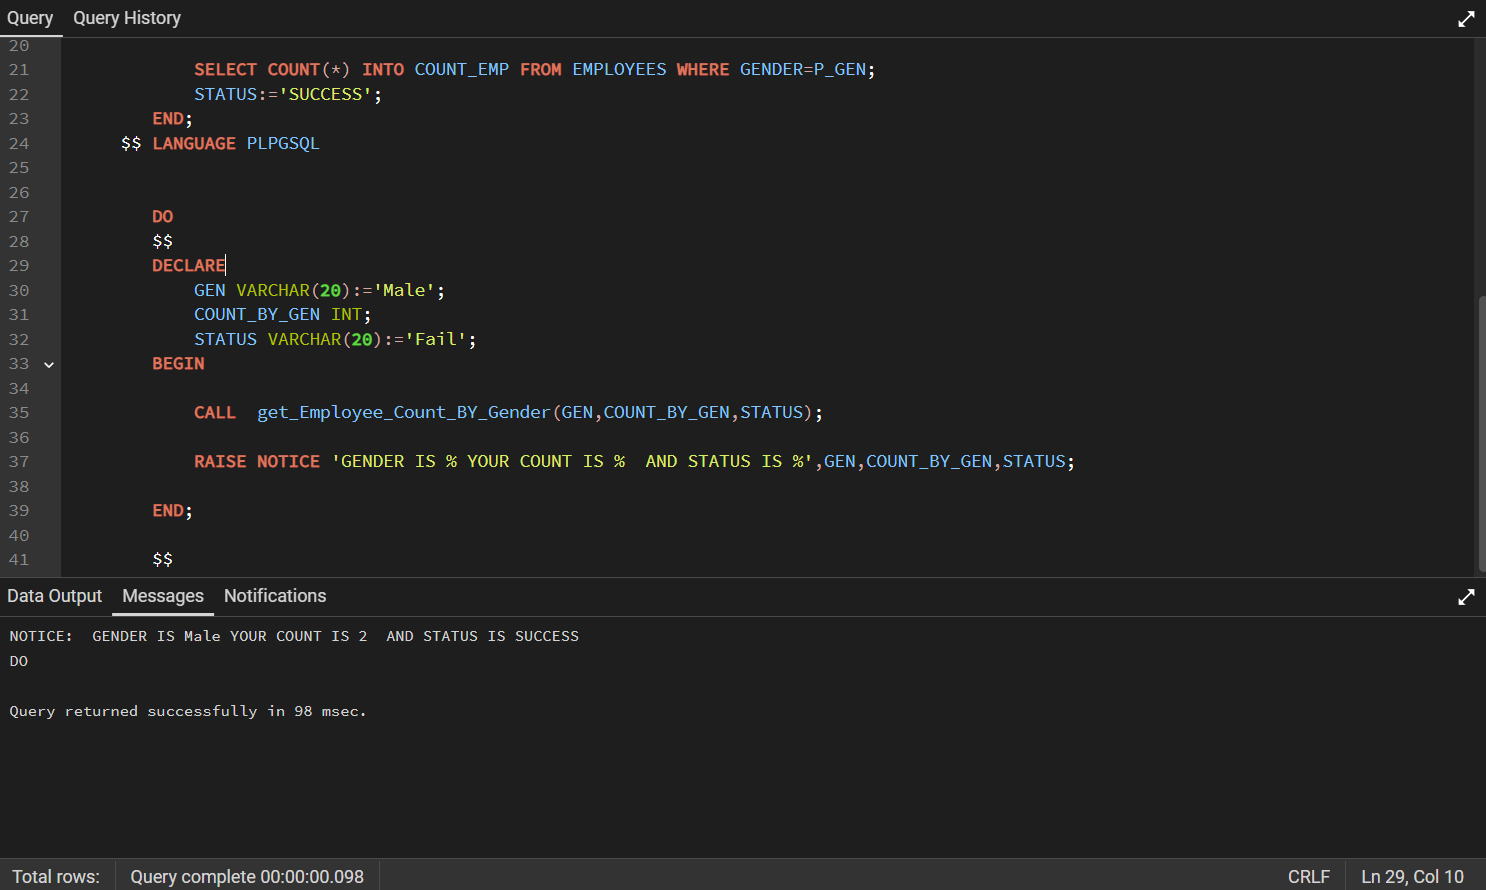 Query Query History
20
21 SELECT COUNT(*) INTO COUNT_EMP FROM EMPLOYEES WHERE GENDER=P_GEN;
22 STATUS:='SUCCESS';
23 END;
24 $$ LANGUAGE PLPGSQL
25
26
27 DO
28 $$
29 DECLARE
30 GEN VARCHAR(20):='Male';
31 COUNT_BY_GEN INT;
32 STATUS VARCHAR(20):='Fail';
33 BEGIN
34
35 CALL  get_Employee_Count_BY_Gender(GEN,COUNT_BY_GEN,STATUS);
36
37 RAISE NOTICE 'GENDER IS % YOUR COUNT IS %  AND STATUS IS %',GEN,COUNT_BY_GEN,STATUS;
38
39 END;
40
41 $$
Data Output Messages Notifications
NOTICE:  GENDER IS Male YOUR COUNT IS 2  AND STATUS IS SUCCESS
DO
Query returned successfully in 98 msec.
Total rows: Query complete 00:00:00.098 CRLF Ln 29, Col 10